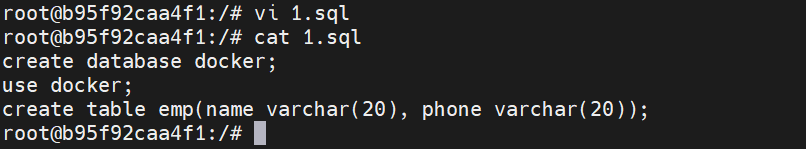 root@b95f92caa4f1:/# vi 1.sql
root@b95f92caa4f1:/# cat 1.sql
create database docker;
use docker;
create table emp(name varchar(20), phone varchar(20));
root@b95f92caa4f1:/#